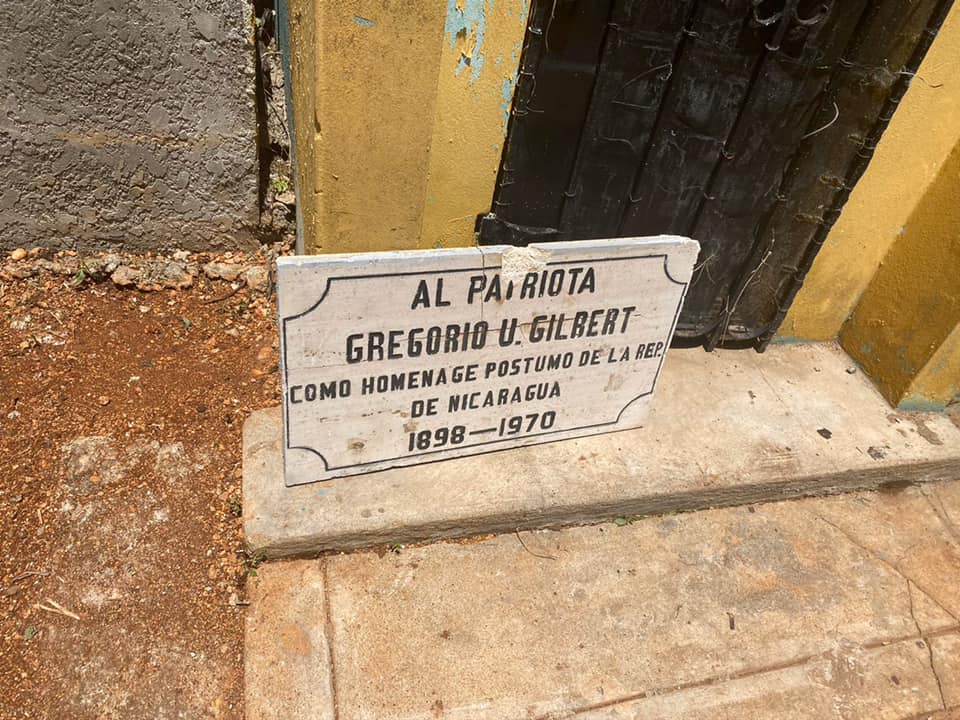 AL PATRIOTA
GREGORIO U. GILBERT
COMO HOMENAGE POSTUMO DE LA REP.
DE NICARAGUA
1898—1970